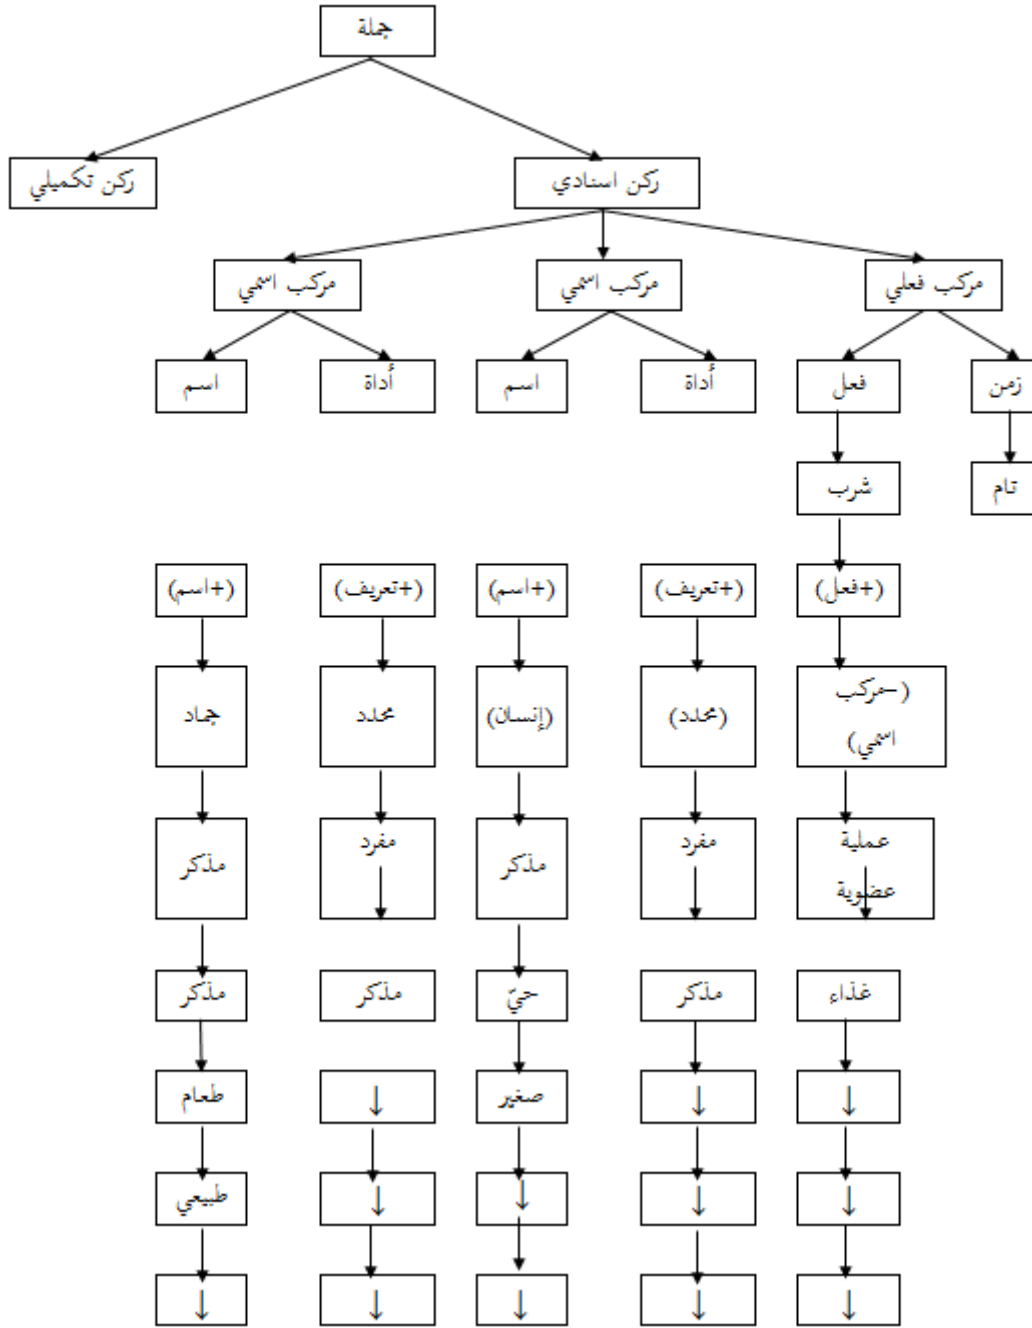 جملة
ركن اسنادي
ركن تكميلي
مركب فعلي
مركب اسمي
مركب اسمي
زمن
فعل
أداة
اسم
أداة
اسم
تام
شرب
(+فعل)
(+تعريف)
(+اسم)
(+تعريف)
(+اسم)
(–مركب
اسمي)
(محدد)
(إنسان)
محدد
جماد
عملية
عضوية
مفرد
مذكر
مفرد
مذكر
غذاء
مذكر
حيّ
مذكر
مذكر
↓
↓
صغير
↓
طعام
↓
↓
↓
↓
طبيعي
↓
↓
↓
↓
↓